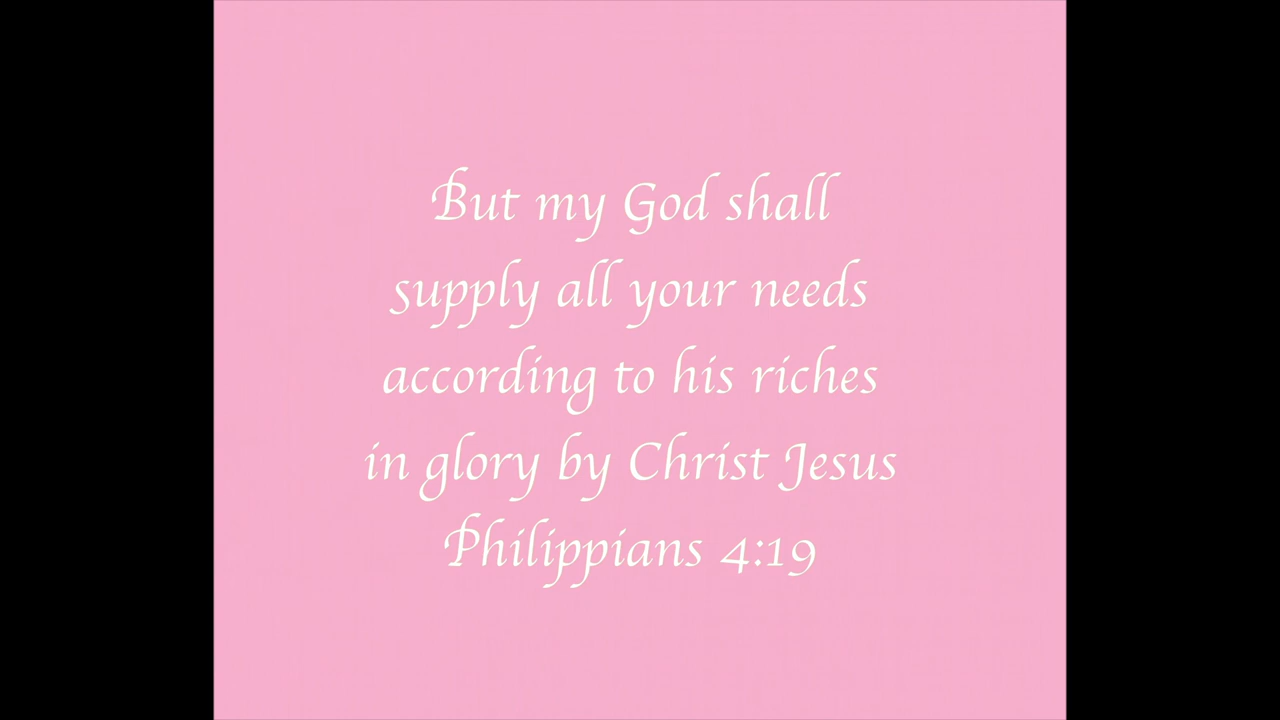 But my God shall
supply all your needs
according to his riches
in glory by Christ Jesus
Philippians 4:19